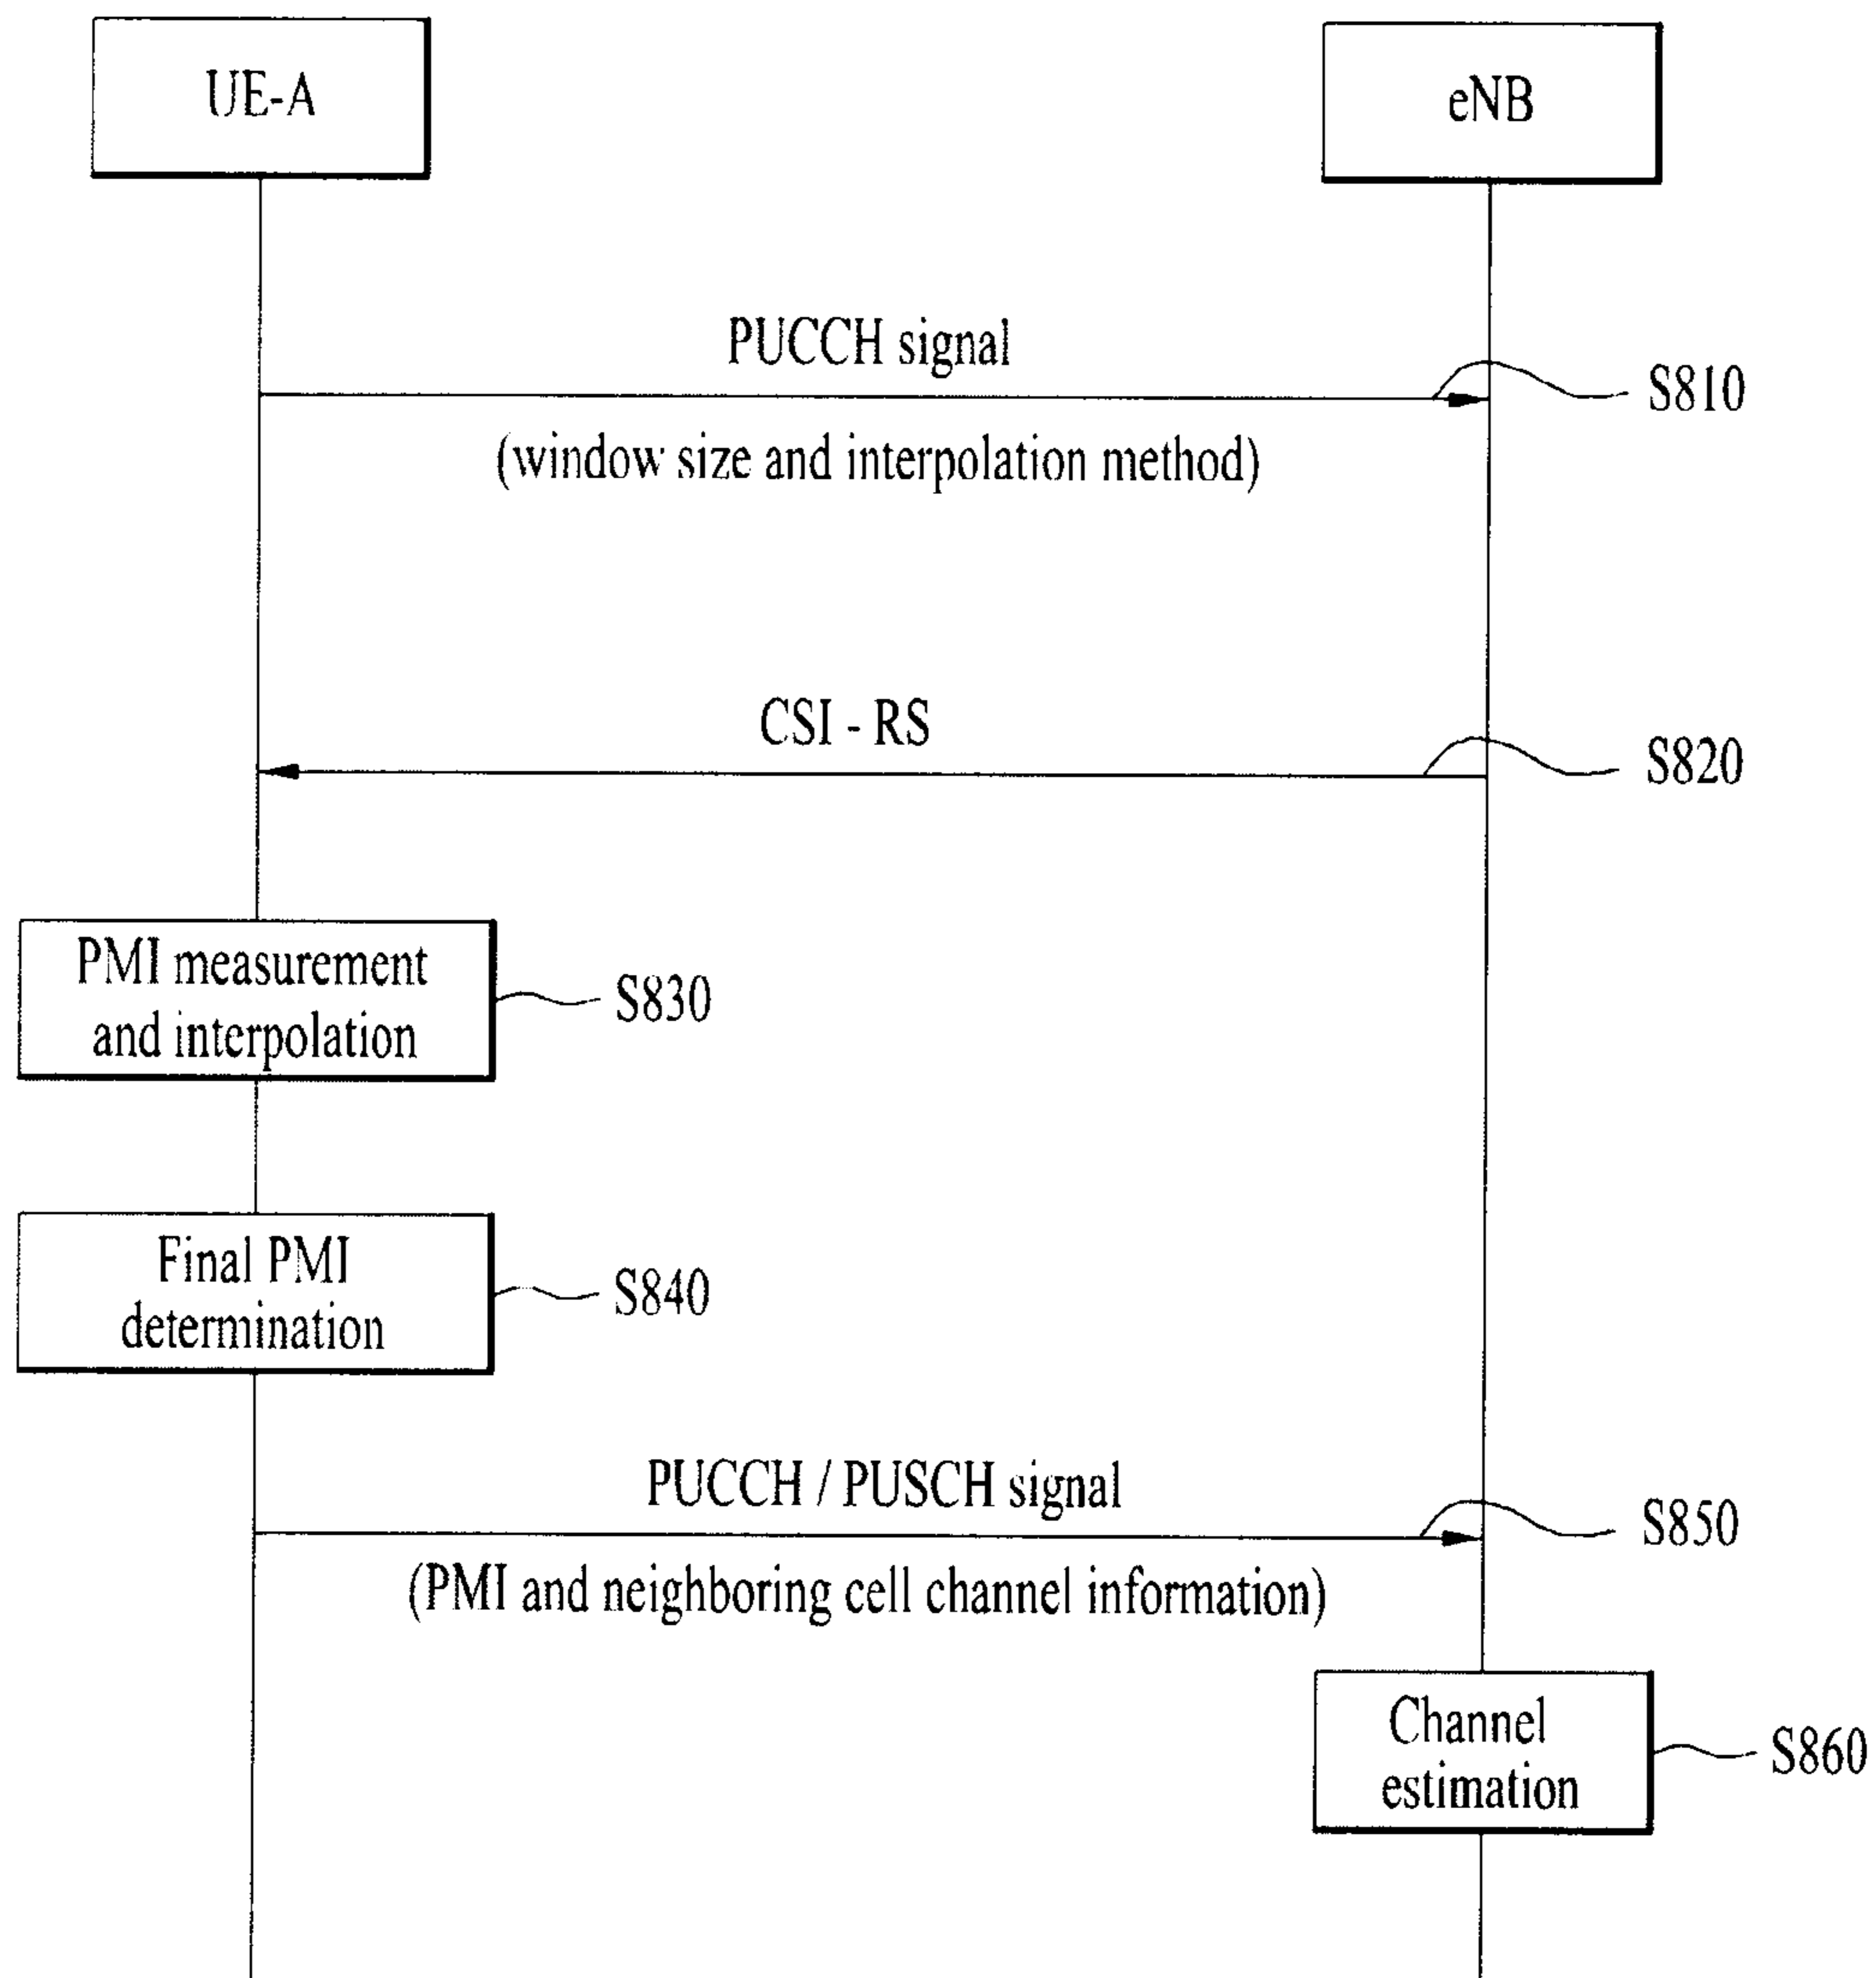 UE-A
eNB
PUCCH signal
S810
(window size and interpolation method)
CSI - RS
S820
PMI measurement
and interpolation
S830
Final PMI
determination
S840
PUCCH / PUSCH signal
S850
(PMI and neighboring cell channel information)
Channel
estimation
S860